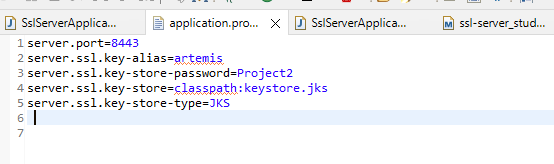 SslServerApplica...
application.pro...
SslServerApplica...
ssl-server_stud...
1 server.port=8443
2 server.ssl.key-alias=artemis
3 server.ssl.key-store-password=Project2
4 server.ssl.key-store=classpath:keystore.jks
5 server.ssl.key-store-type=JKS
6
7